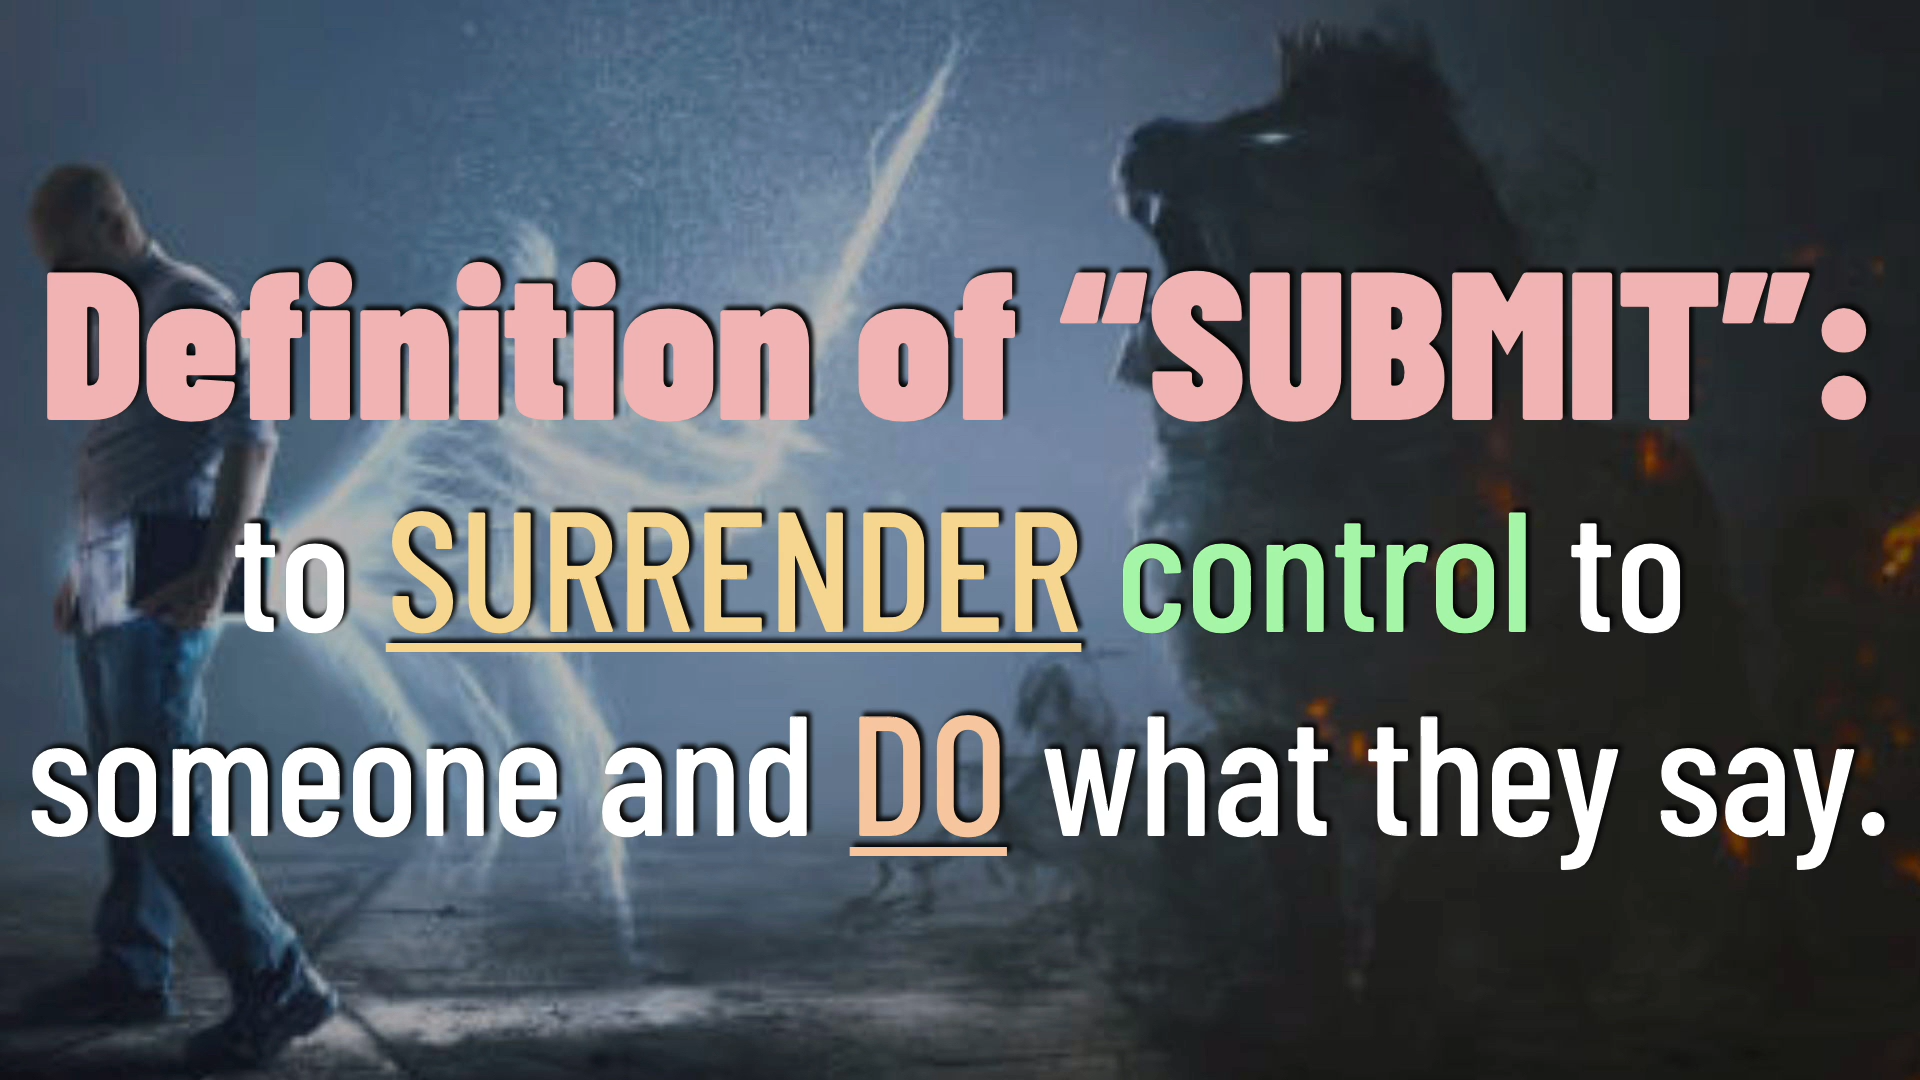 Definition of “SUBMIT”:
to SURRENDER control to
someone and DO what they say.